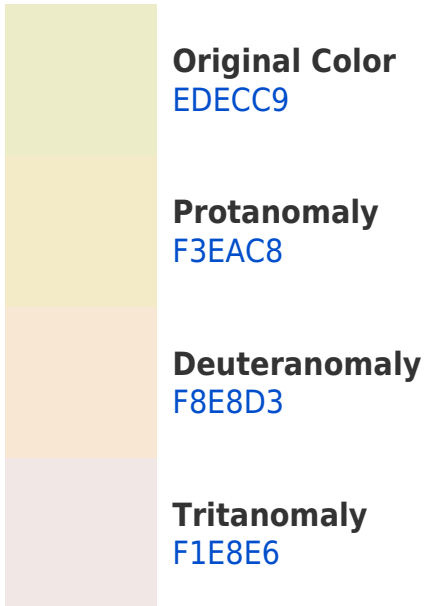 Original Color
EDECC9
Protanomaly
F3EAC8
Deuteranomaly
F8E8D3
Tritanomaly
F1E8E6